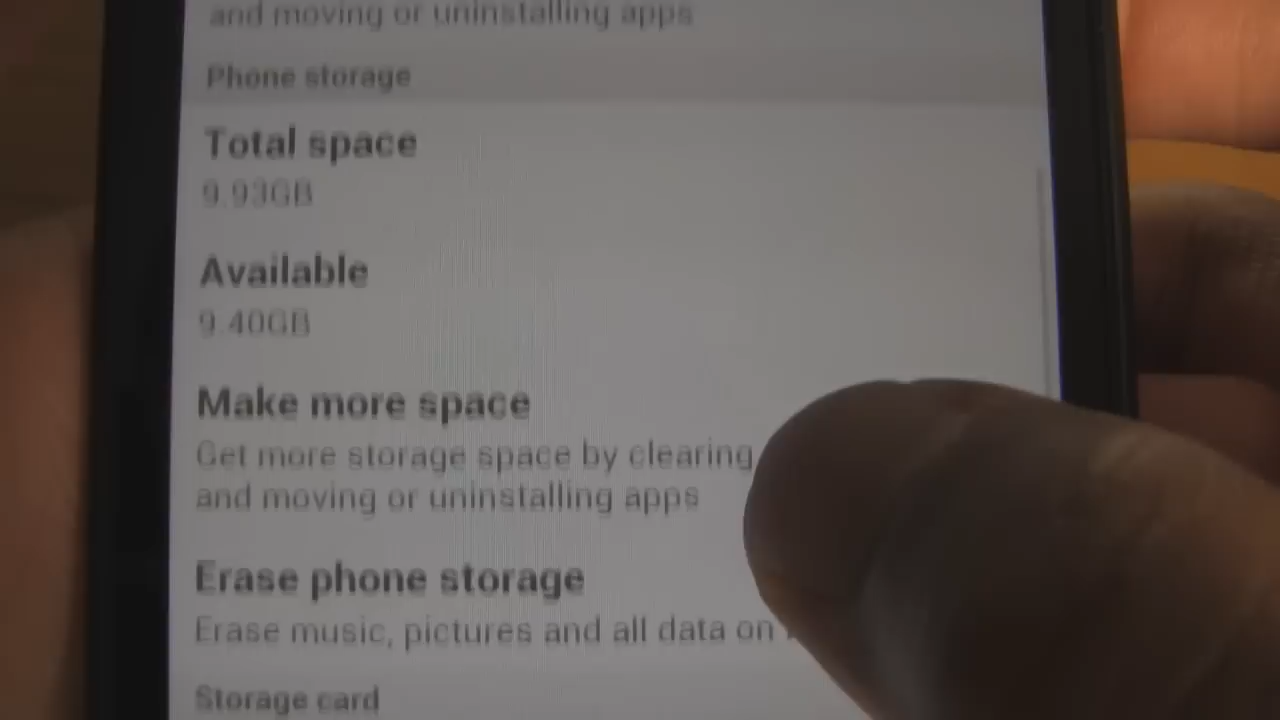 and moving or uninstalling apps
Phone storage
Total space
9.93GB
Available
9.40GB
Make more space
Get more storage space by clearing
and moving or uninstalling apps
Erase phone storage
Erase music, pictures and all data on
Storage card